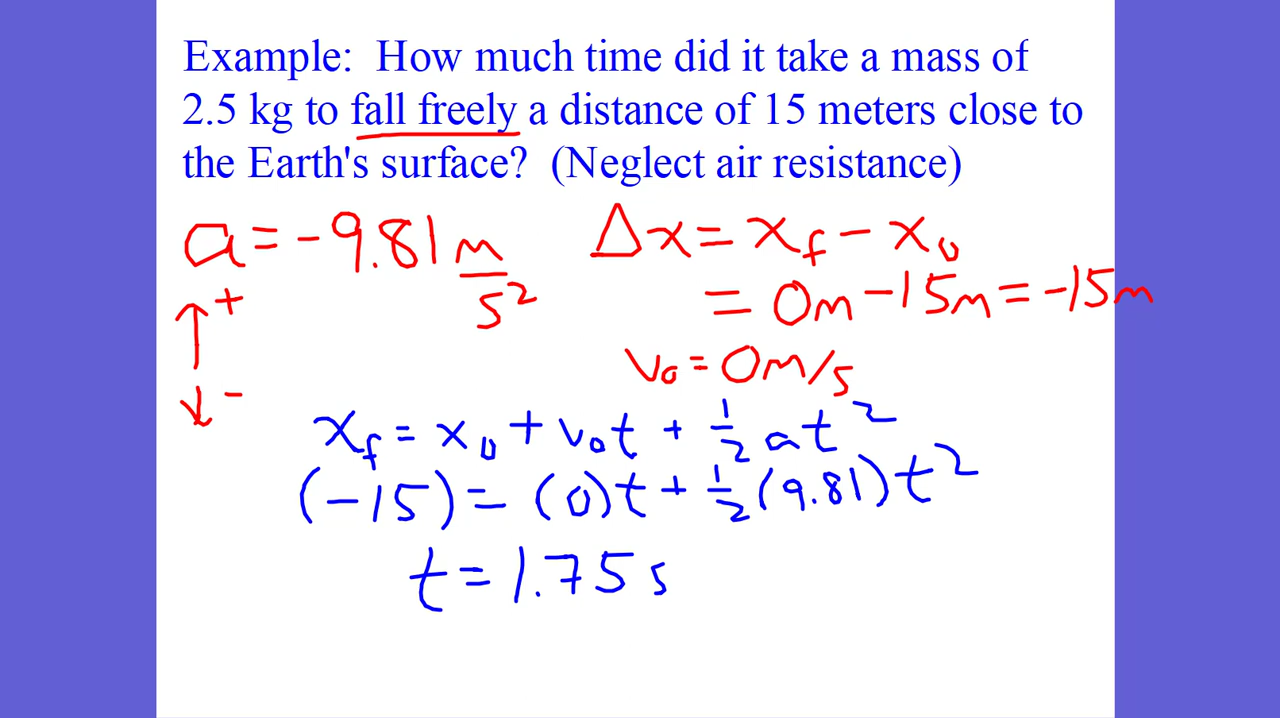 Example: How much time did it take a mass of
2.5 kg to fall freely a distance of 15 meters close to
the Earth's surface? (Neglect air resistance)
a = -9.81 m/s²
Δx = x_f - x_0
+
= 0m - 15m = -15m
v_0 = 0m/s
-
x_f = x_0 + v_0t + ½at²
(-15) = (0)t + ½(9.81)t²
t = 1.75 s